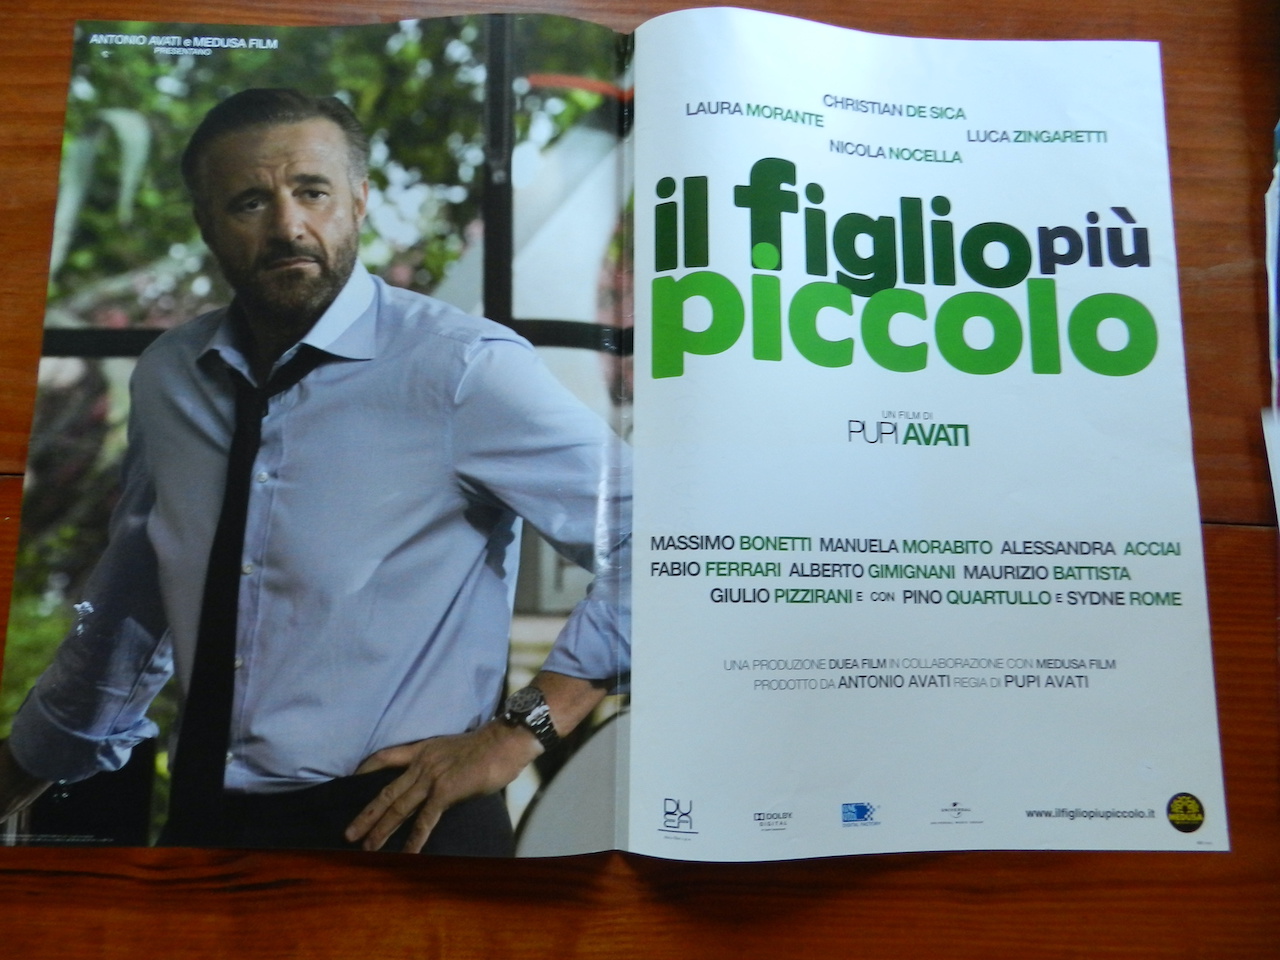 ANTONIO AVATI e MEDUSA FILM
PRESENTANO
CHRISTIAN DE SICA
LAURA MORANTE
LUCA ZINGARETTI
NICOLA NOCELLA
il figlio più
piccolo
UN FILM DI
PUPI AVATI
MASSIMO BONETTI MANUELA MORABITO ALESSANDRA ACCIAI
FABIO FERRARI ALBERTO GIMIGNANI MAURIZIO BATTISTA
GIULIO PIZZIRANI E CON PINO QUARTULLO E SYDNE ROME
UNA PRODUZIONE DUEA FILM IN COLLABORAZIONE CON MEDUSA FILM
PRODOTTO DA ANTONIO AVATI REGIA DI PUPI AVATI
DUEA
DOLBY
DIGITAL
UNIVERSAL
www.ilfigliopiupiccolo.it
MEDUSA